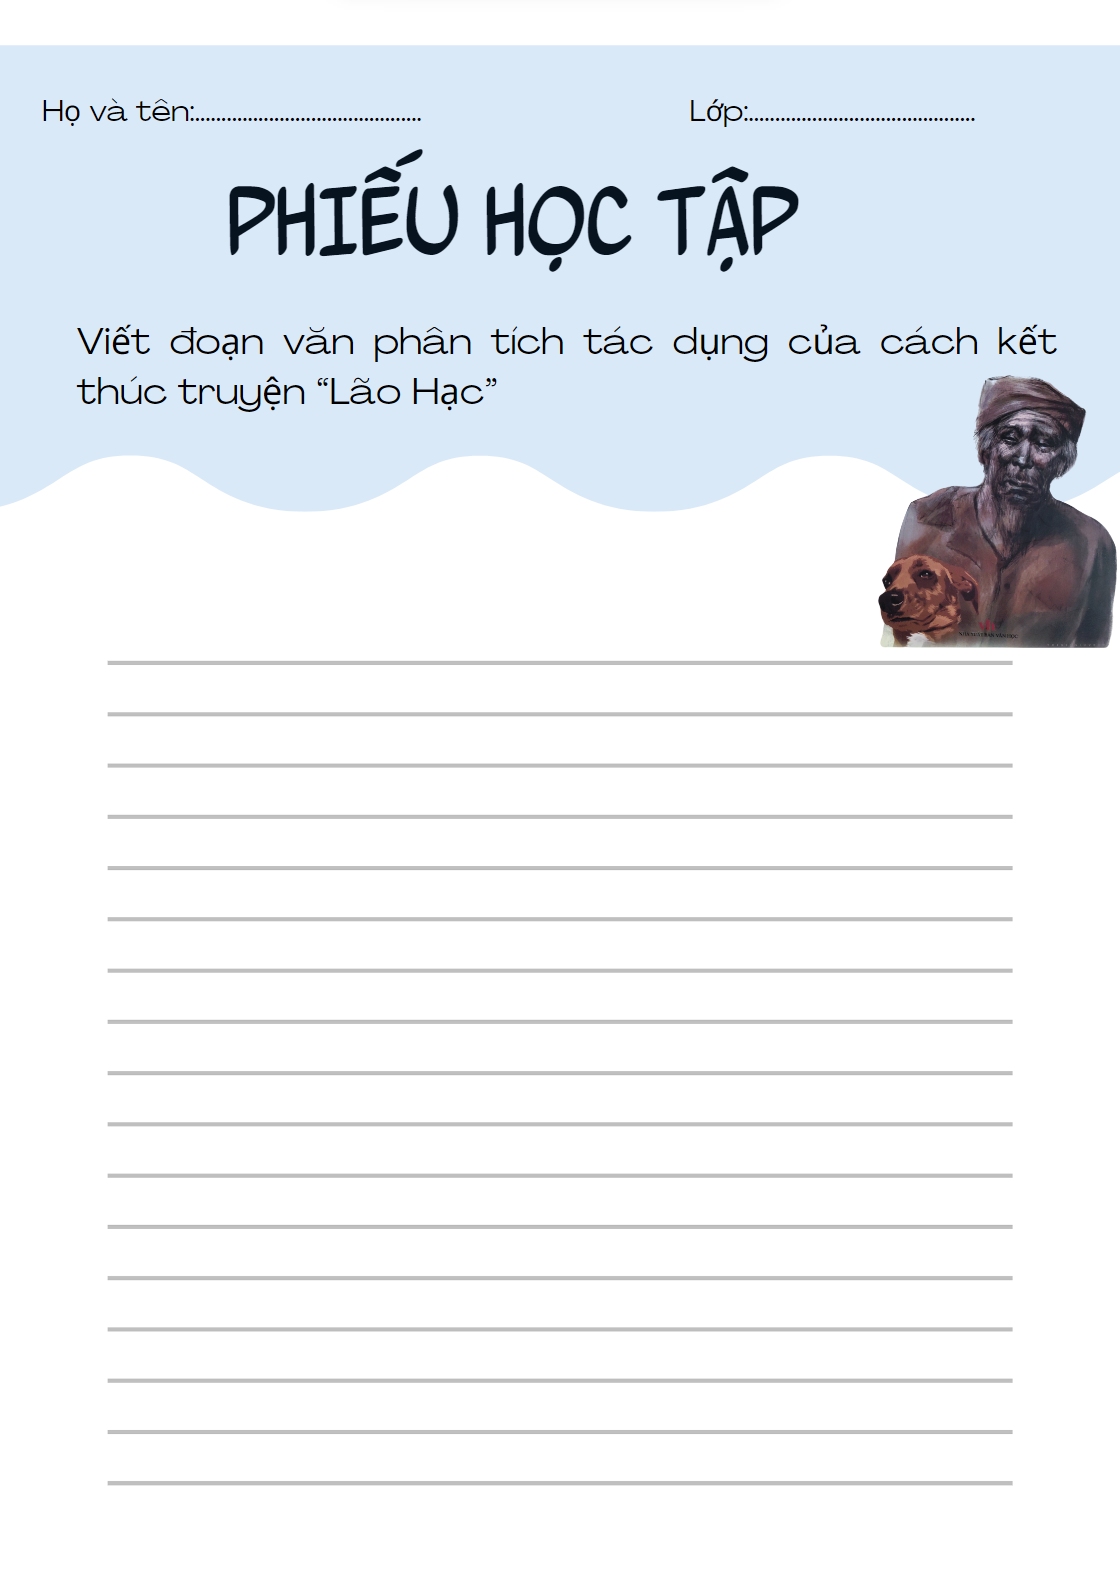 Họ và tên:...........................................
Lớp:...........................................
PHIẾU HỌC TẬP
Viết đoạn văn phân tích tác dụng của cách kết
thúc truyện “Lão Hạc”